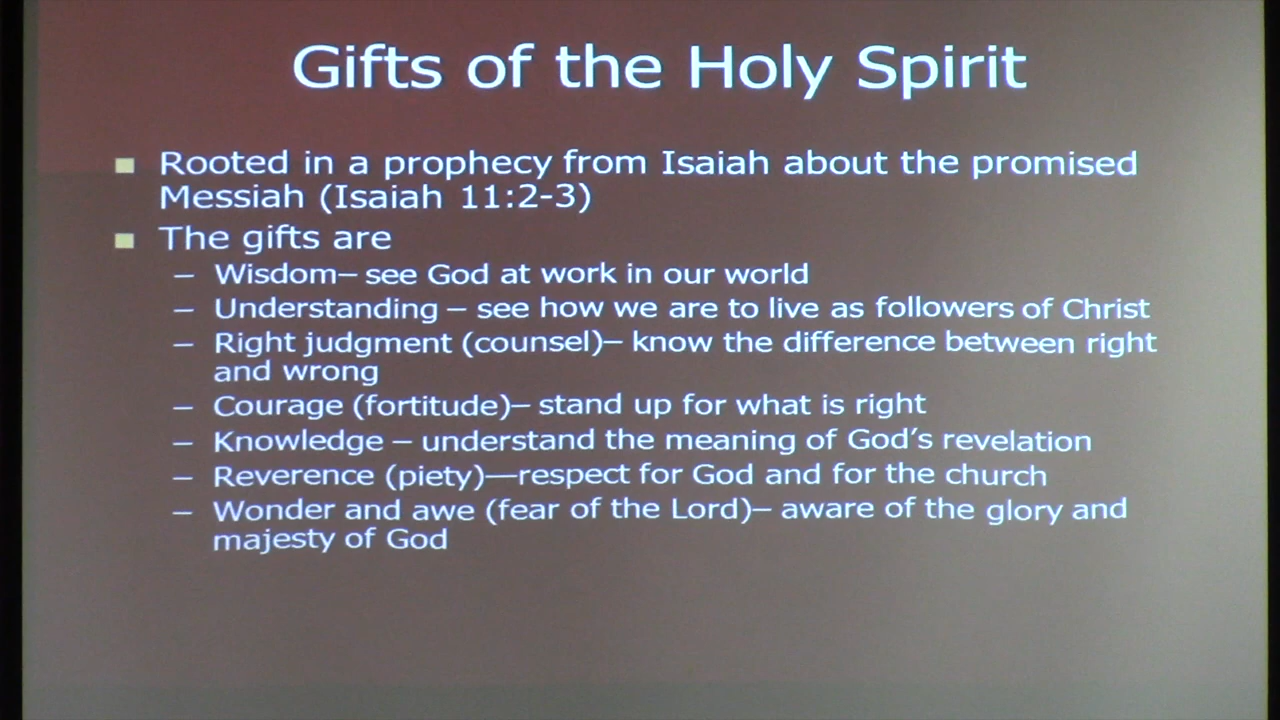 Gifts of the Holy Spirit
Rooted in a prophecy from Isaiah about the promised
Messiah (Isaiah 11:2-3)
The gifts are
– Wisdom– see God at work in our world
– Understanding – see how we are to live as followers of Christ
– Right judgment (counsel)– know the difference between right
and wrong
– Courage (fortitude)– stand up for what is right
– Knowledge – understand the meaning of God's revelation
– Reverence (piety)—respect for God and for the church
– Wonder and awe (fear of the Lord)– aware of the glory and
majesty of God